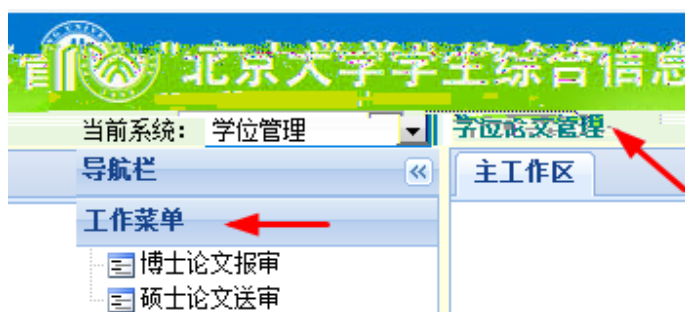 北京大学学生综合信息
当前系统： 学位管理 学位论文管理
导航栏
主工作区
工作菜单
博士论文报审
硕士论文送审